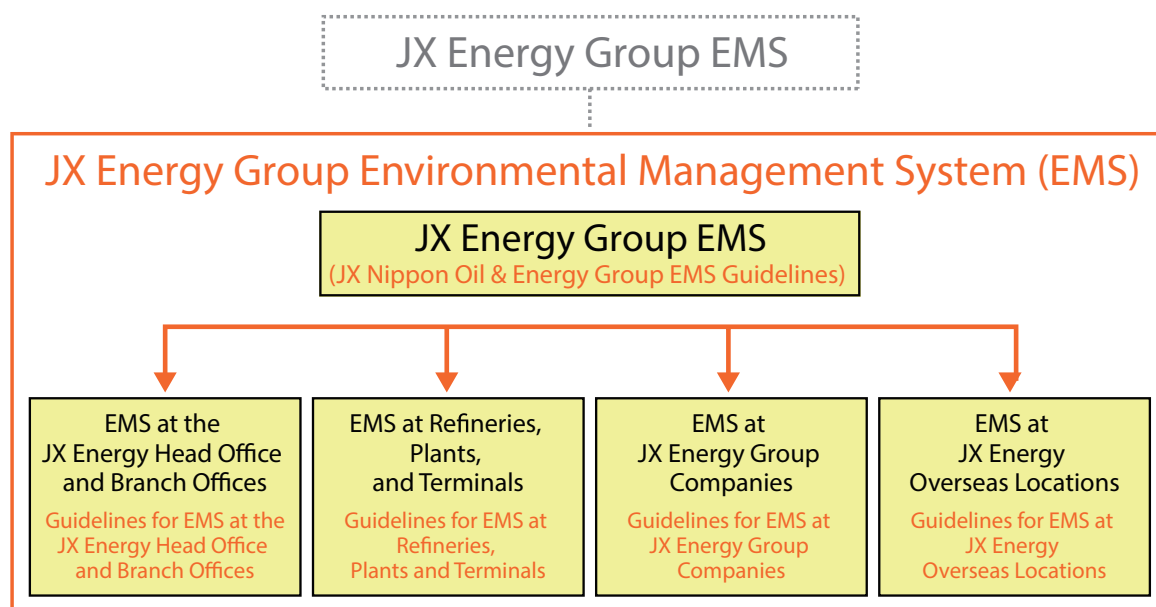 JX Energy Group EMS
JX Energy Group Environmental Management System (EMS)
JX Energy Group EMS
(JX Nippon Oil & Energy Group EMS Guidelines)
EMS at the
JX Energy Head Office
and Branch Offices
Guidelines for EMS at the
JX Energy Head Office
and Branch Offices
EMS at Refineries,
Plants,
and Terminals
Guidelines for EMS at
Refineries,
Plants and Terminals
EMS at
JX Energy Group
Companies
Guidelines for EMS at
JX Energy Group
Companies
EMS at
JX Energy
Overseas Locations
Guidelines for EMS at
JX Energy
Overseas Locations